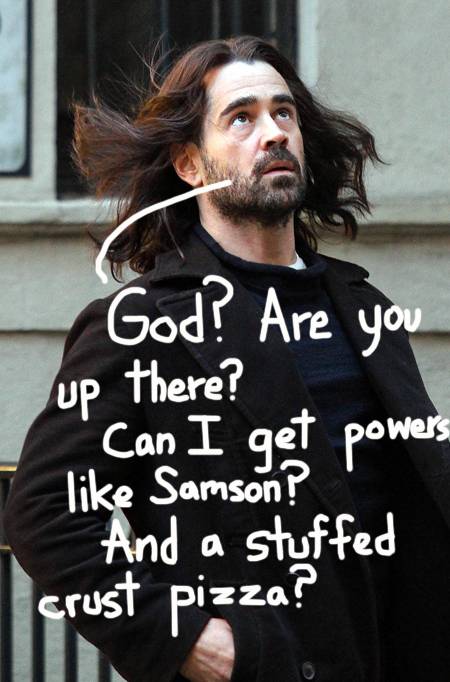 God? Are you
up there?
Can I get powers
like Samson?
And a stuffed
crust pizza?